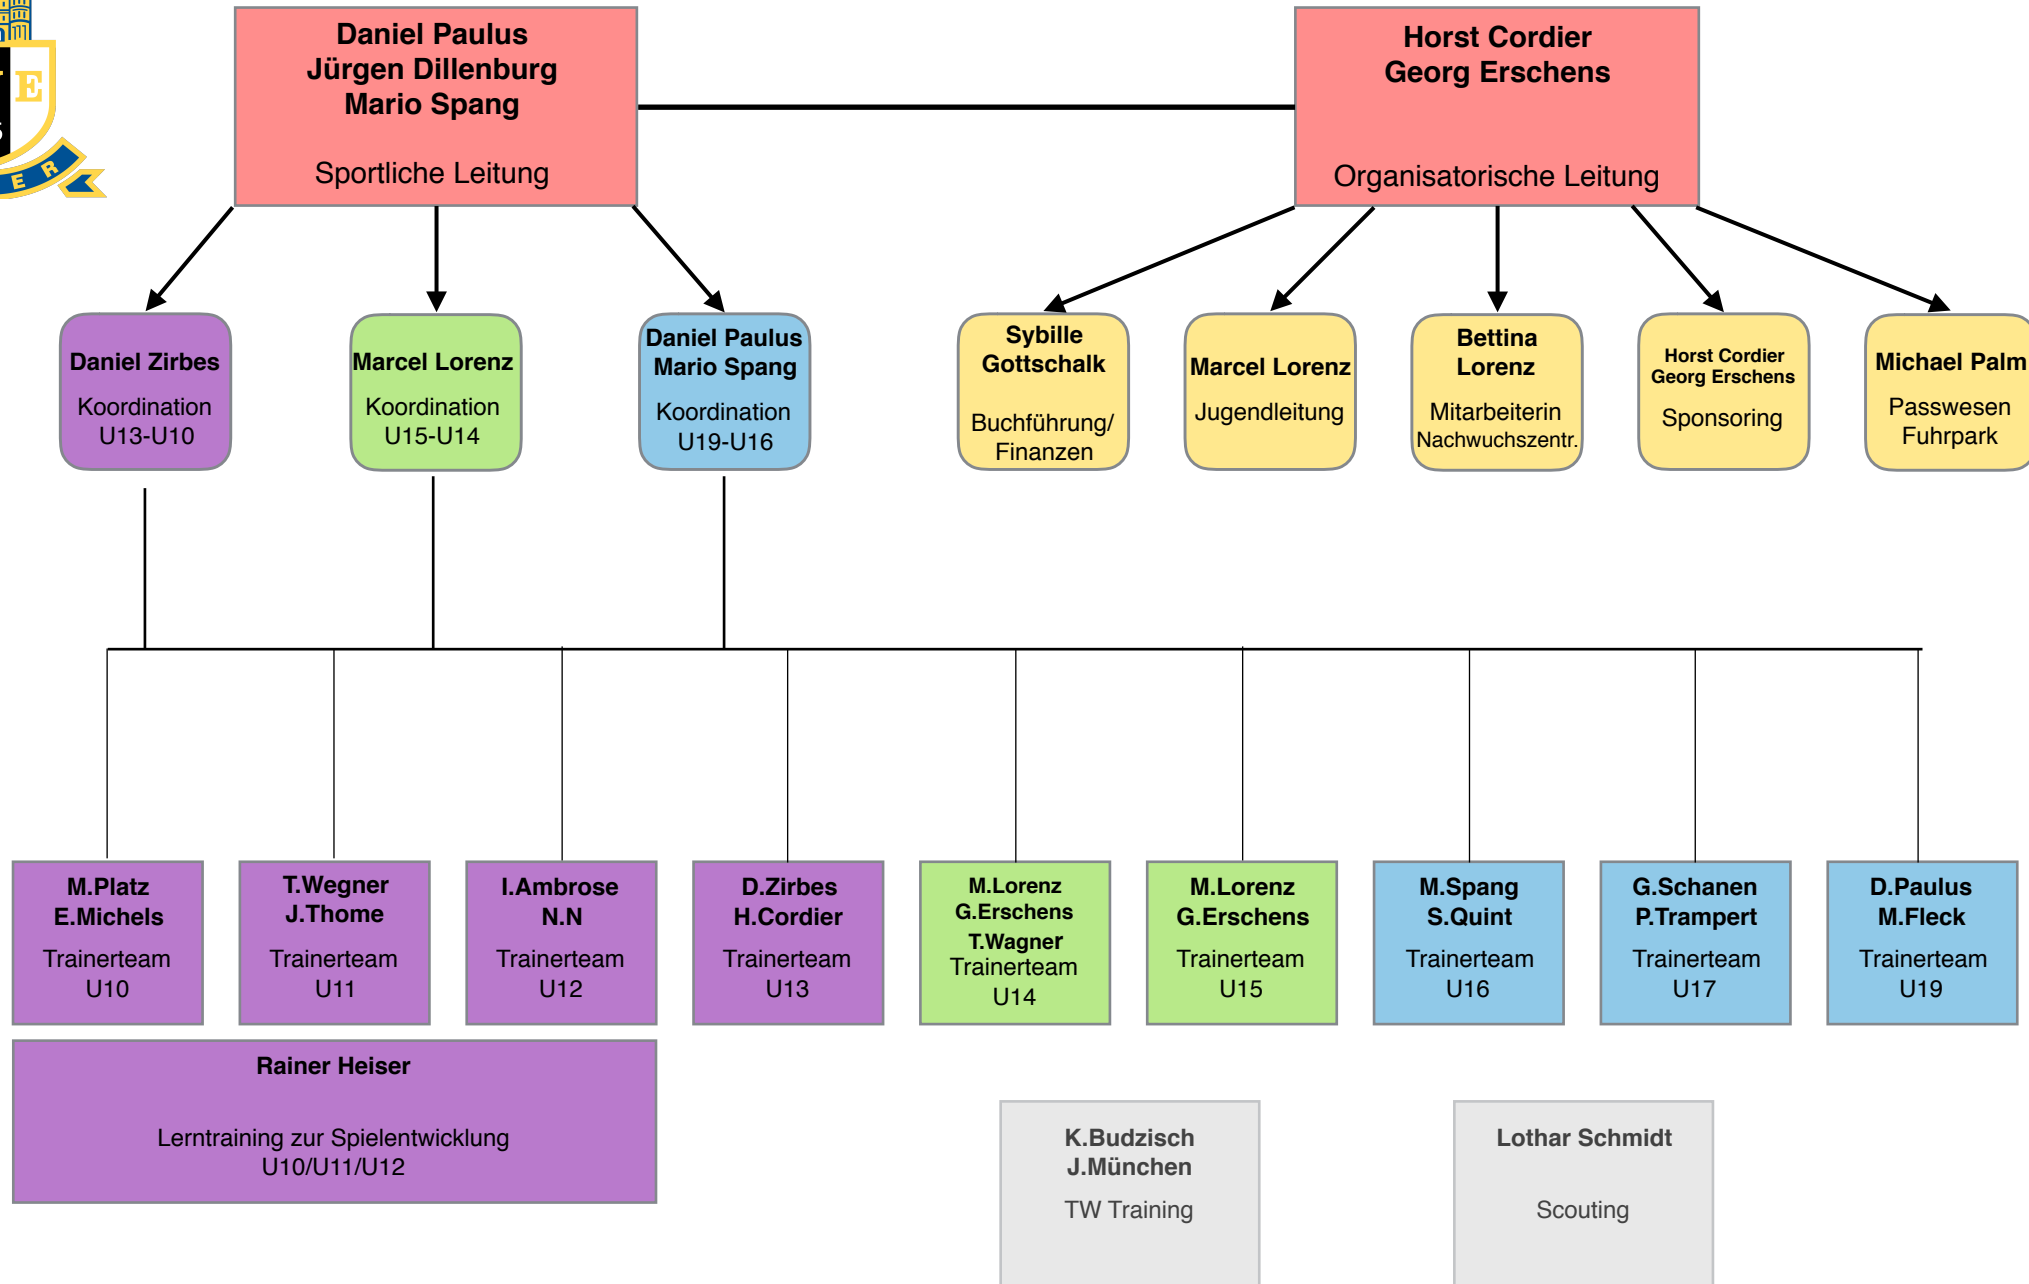 E
E R
Daniel Paulus
Jürgen Dillenburg
Mario Spang
Sportliche Leitung
Horst Cordier
Georg Erschens
Organisatorische Leitung
Daniel Zirbes
Koordination
U13-U10
Marcel Lorenz
Koordination
U15-U14
Daniel Paulus
Mario Spang
Koordination
U19-U16
Sybille
Gottschalk
Buchführung/
Finanzen
Marcel Lorenz
Jugendleitung
Bettina
Lorenz
Mitarbeiterin
Nachwuchszentr.
Horst Cordier
Georg Erschens
Sponsoring
Michael Palm
Passwesen
Fuhrpark
M.Platz
E.Michels
Trainerteam
U10
T.Wegner
J.Thome
Trainerteam
U11
I.Ambrose
N.N
Trainerteam
U12
D.Zirbes
H.Cordier
Trainerteam
U13
M.Lorenz
G.Erschens
T.Wagner
Trainerteam
U14
M.Lorenz
G.Erschens
Trainerteam
U15
M.Spang
S.Quint
Trainerteam
U16
G.Schanen
P.Trampert
Trainerteam
U17
D.Paulus
M.Fleck
Trainerteam
U19
Rainer Heiser
Lerntraining zur Spielentwicklung
U10/U11/U12
K.Budzisch
J.München
TW Training
Lothar Schmidt
Scouting